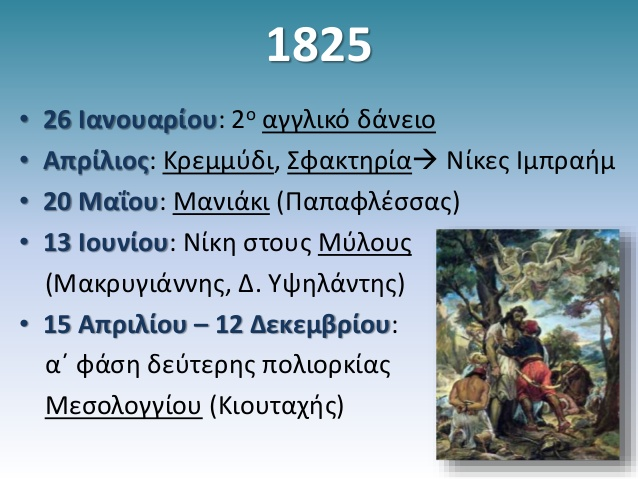 1825
• 26 Ιανουαρίου: 2ο αγγλικό δάνειο
• Απρίλιος: Κρεμμύδι, Σφακτηρία→ Νίκες Ιμπραήμ
• 20 Μαΐου: Μανιάκι (Παπαφλέσσας)
• 13 Ιουνίου: Νίκη στους Μύλους
(Μακρυγιάννης, Δ. Υψηλάντης)
• 15 Απριλίου – 12 Δεκεμβρίου:
α΄ φάση δεύτερης πολιορκίας
Μεσολογγίου (Κιουταχής)